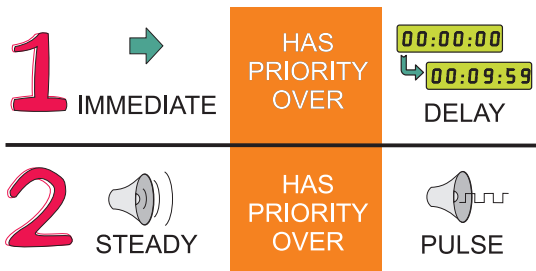 1
IMMEDIATE
HAS
PRIORITY
OVER
00:00:00
00:09:59
DELAY
2
STEADY
HAS
PRIORITY
OVER
PULSE